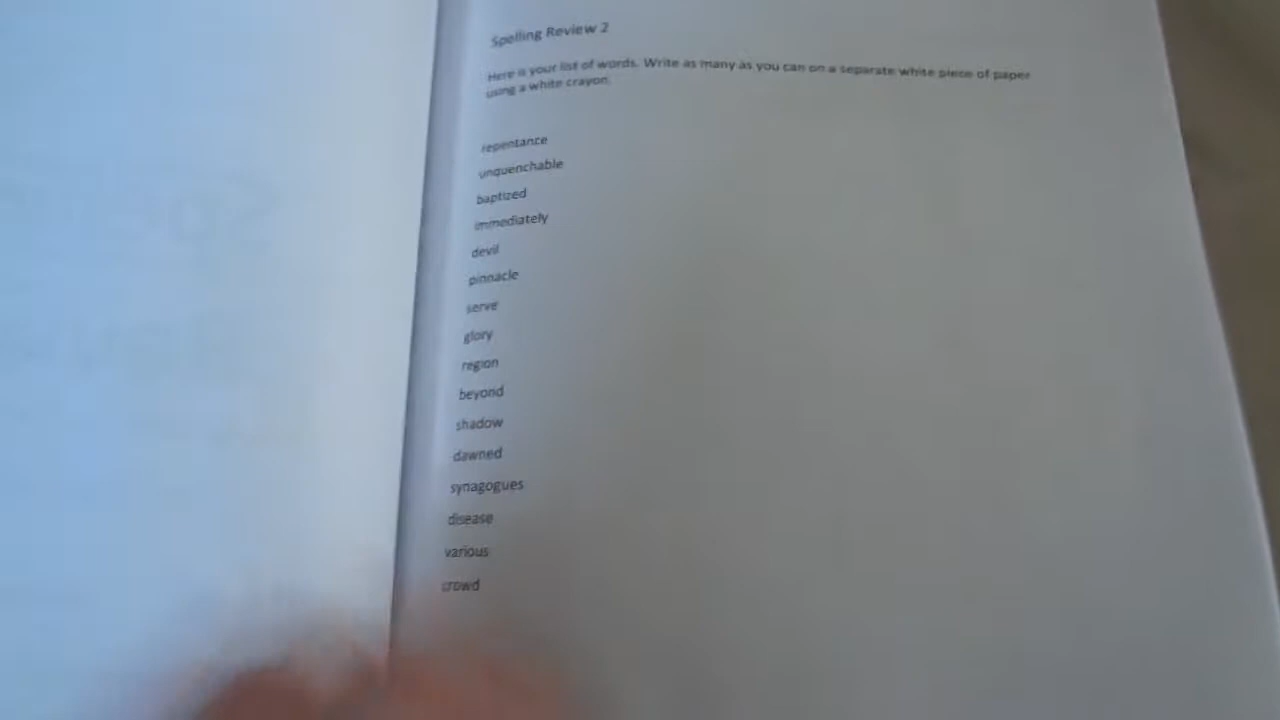 Spelling Review 2
Here is your list of words. Write as many as you can on a separate white piece of paper
using a white crayon.
repentance
unquenchable
baptized
immediately
devil
pinnacle
serve
glory
region
beyond
shadow
dawned
synagogues
disease
various
crowd